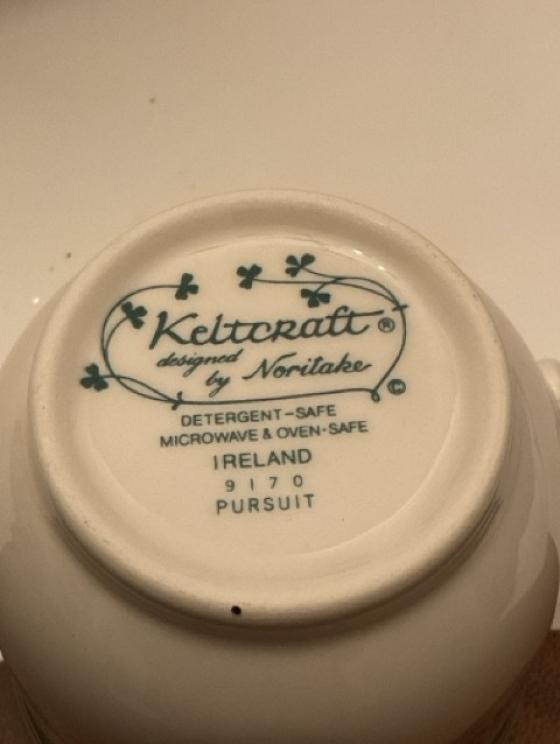 Keltcraft ®
designed
by Noritake ©
DETERGENT-SAFE
MICROWAVE & OVEN-SAFE
IRELAND
9170
PURSUIT